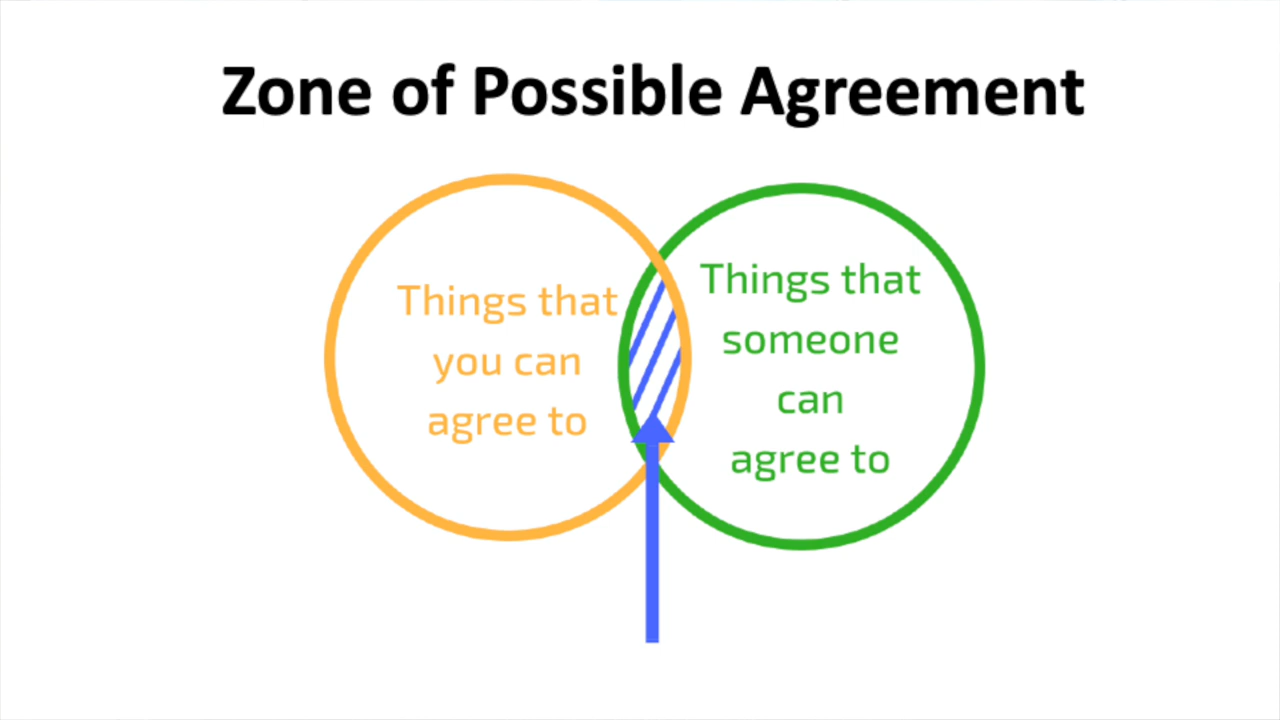 Zone of Possible Agreement
Things that
you can
agree to
Things that
someone
can
agree to